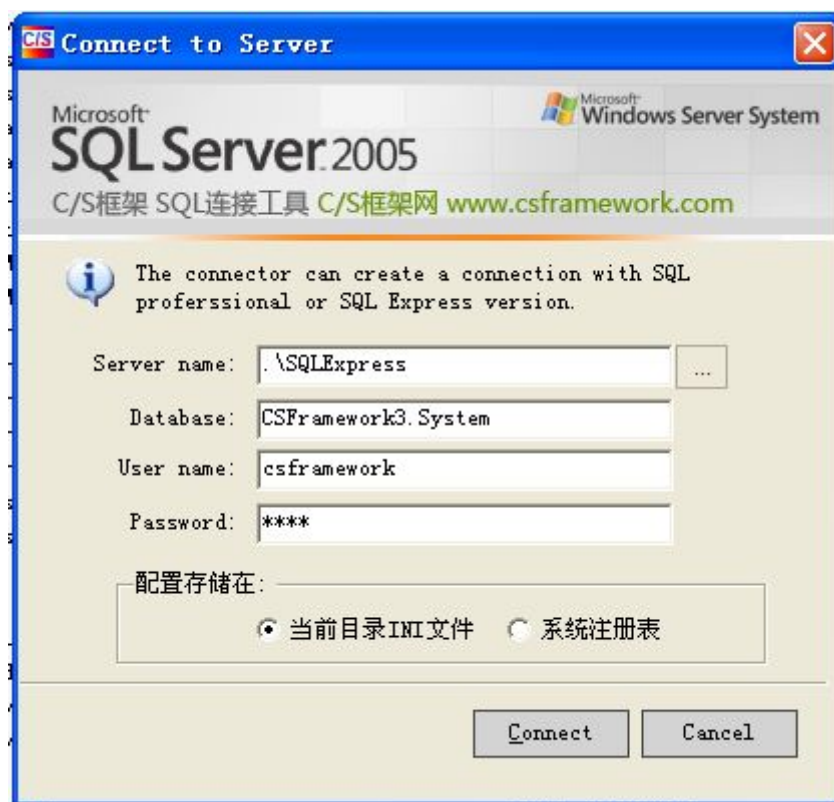 C/S Connect to Server
Microsoft
Windows Server System
Microsoft
SQL Server 2005
C/S框架 SQL连接工具 C/S框架网 www.csframework.com
The connector can create a connection with SQL
proferssional or SQL Express version.
Server name: .\SQLExpress ...
Database: CSFramework3.System
User name: csframework
Password: ****
配置存储在:
当前目录INI文件 系统注册表
Connect Cancel